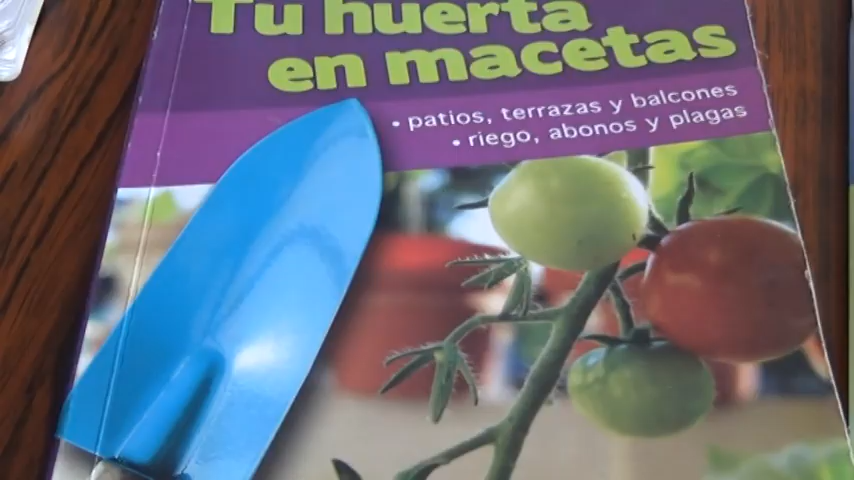 Tu huerta
en macetas
• patios, terrazas y balcones
• riego, abonos y plagas